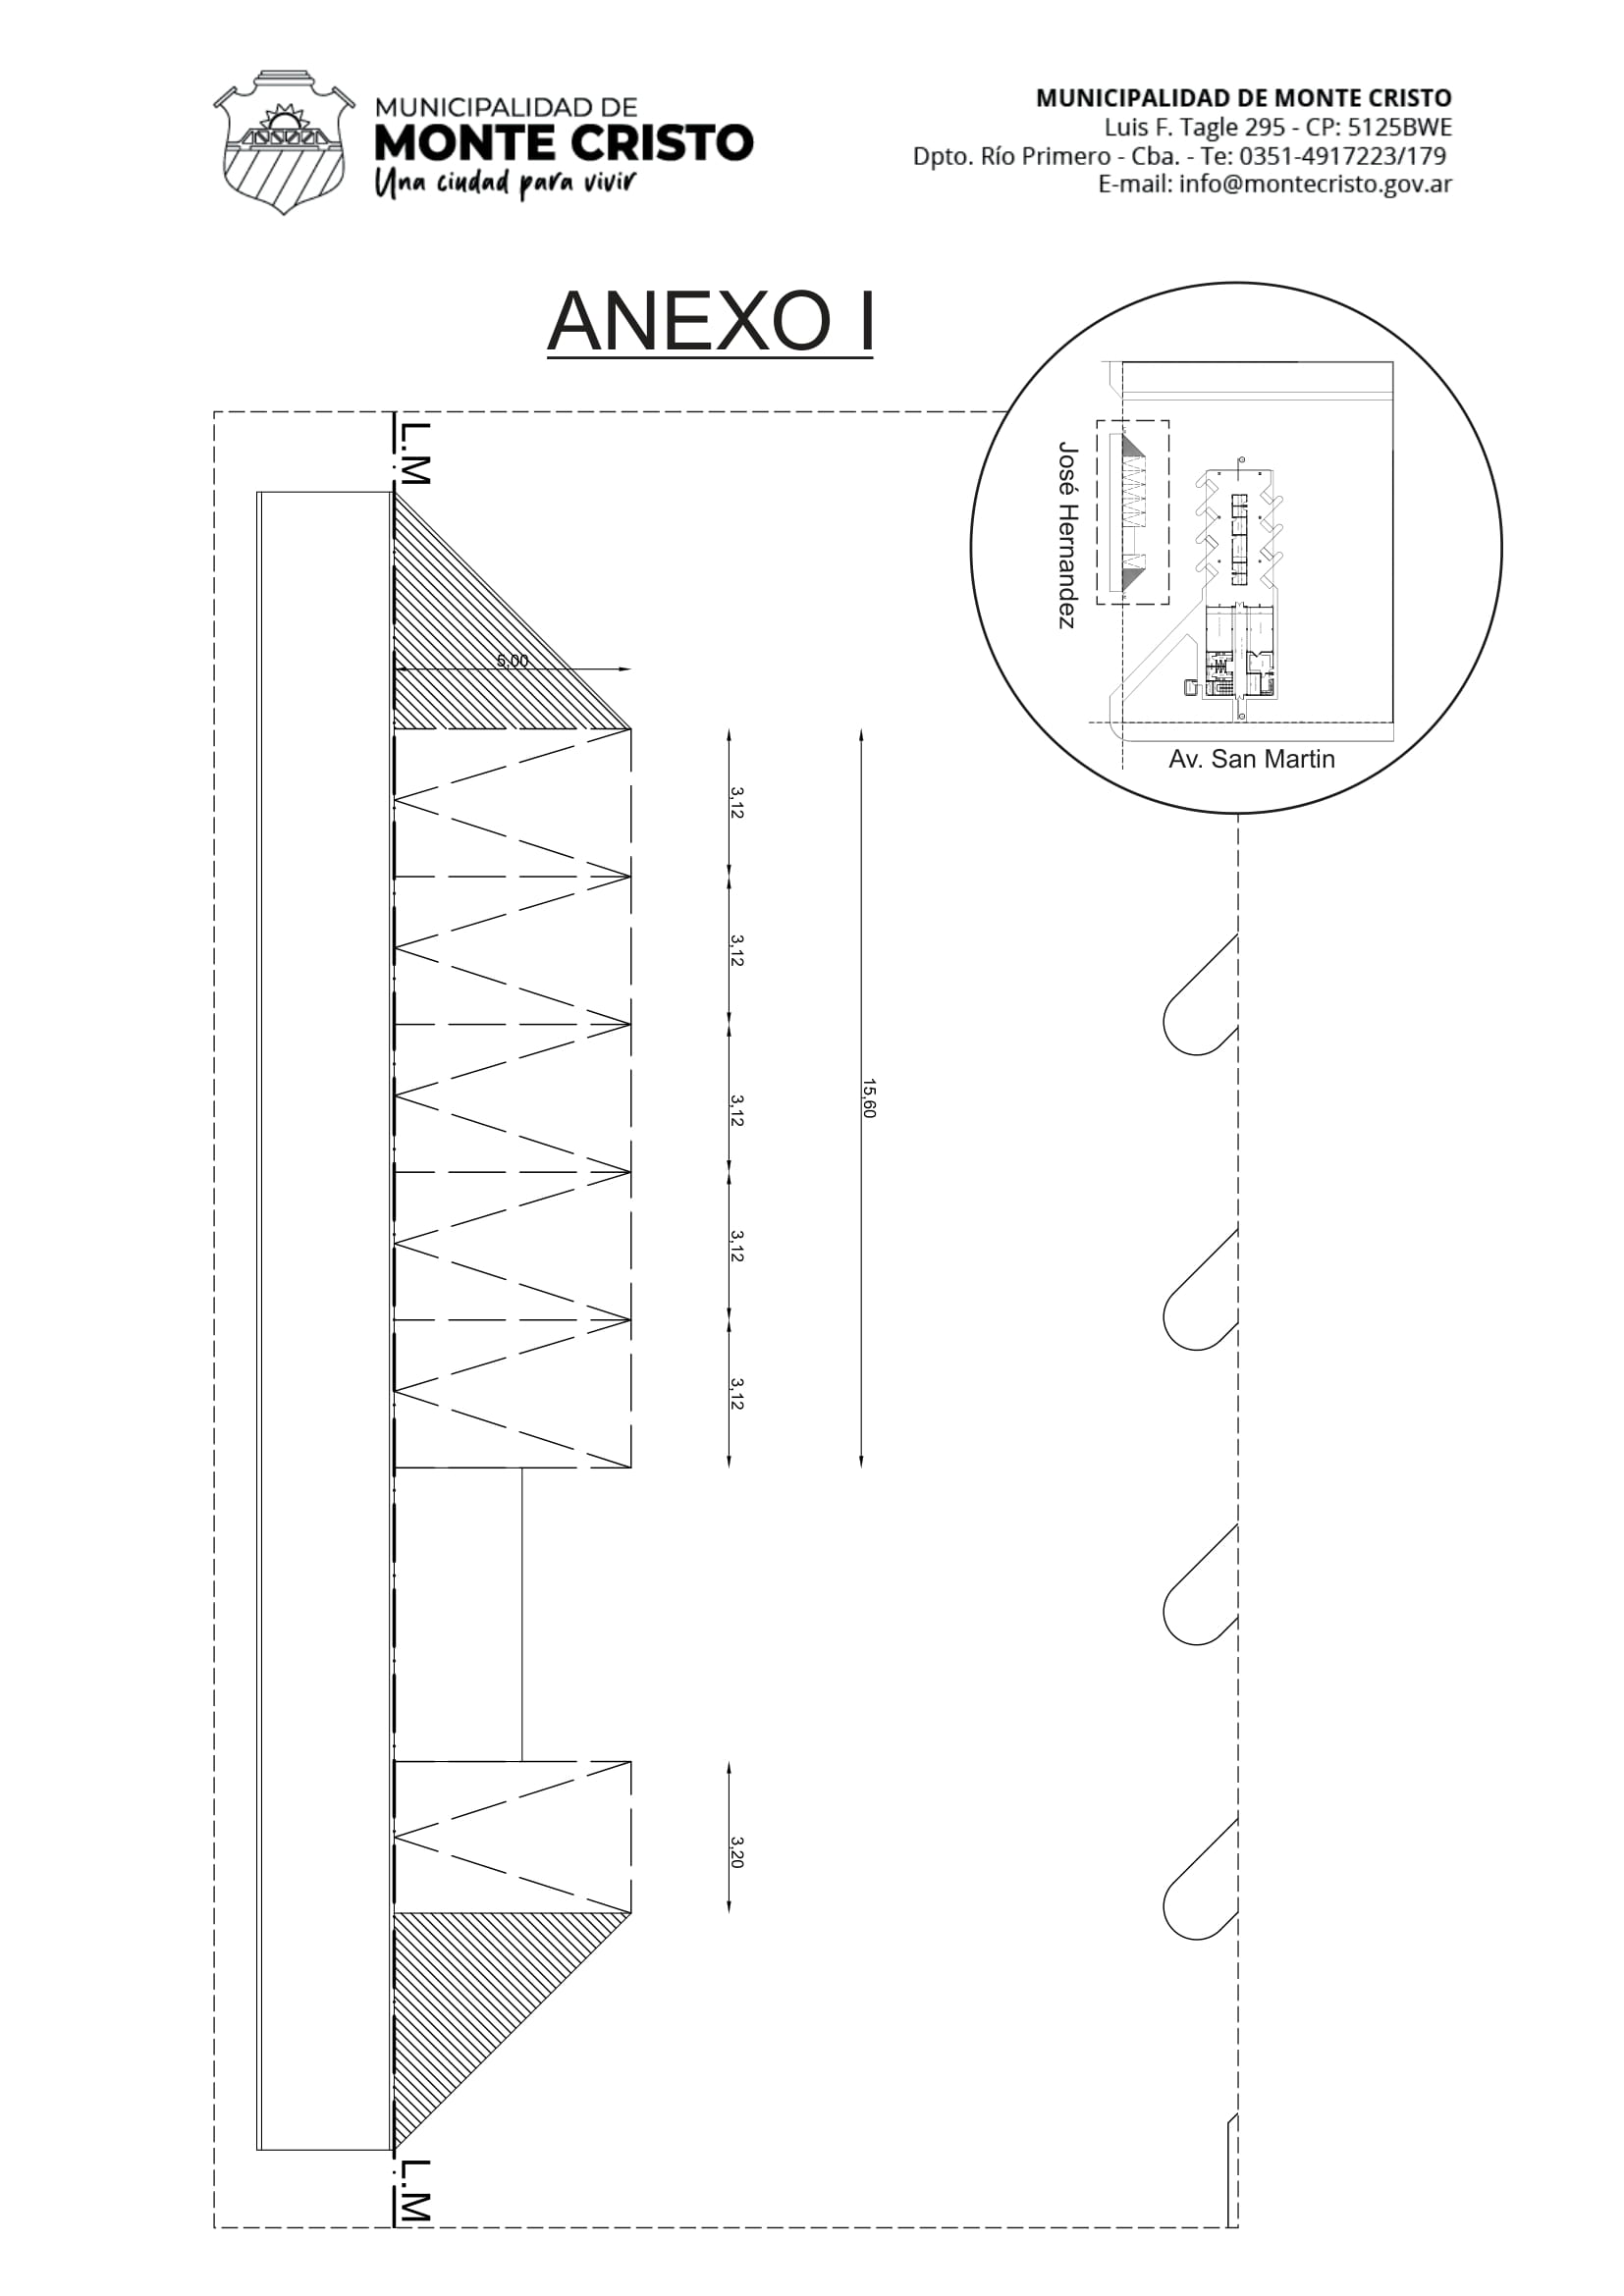 MUNICIPALIDAD DE
MONTE CRISTO
Una ciudad para vivir
MUNICIPALIDAD DE MONTE CRISTO
Luis F. Tagle 295 - CP: 5125BWE
Dpto. Río Primero - Cba. - Te: 0351-4917223/179
E-mail: info@montecristo.gov.ar
ANEXO I
José Hernandez
Av. San Martin
L.M
5,00
3,12
3,12
3,12
3,12
3,12
15,60
3,20
L.M